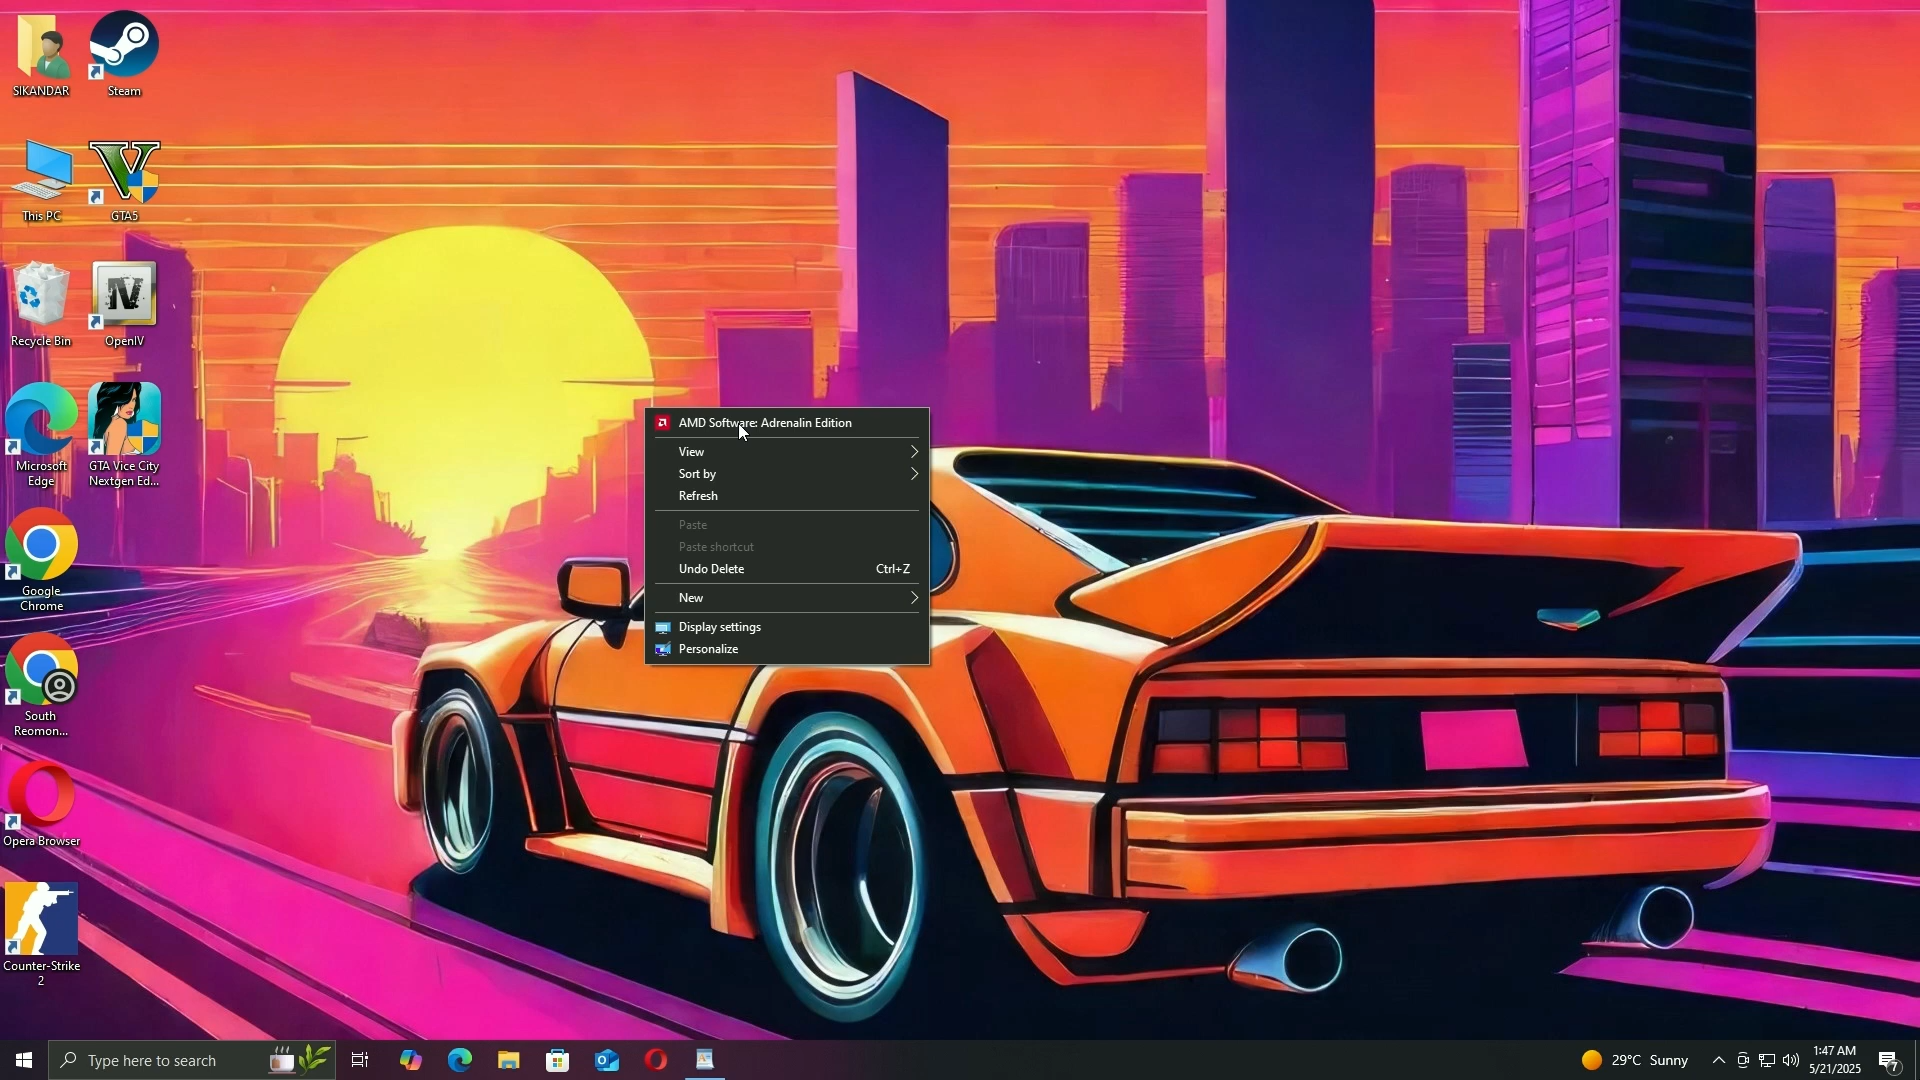 SIKANDAR
Steam
This PC
GTA5
Recycle Bin
OpenIV
Microsoft
Edge
GTA Vice City
Nextgen Ed...
Google
Chrome
South
Reomon...
Opera Browser
Counter-Strike
2
AMD Software: Adrenalin Edition
View
Sort by
Refresh
Paste
Paste shortcut
Undo Delete Ctrl+Z
New
Display settings
Personalize
Type here to search
29°C Sunny
1:47 AM
5/21/2025
7